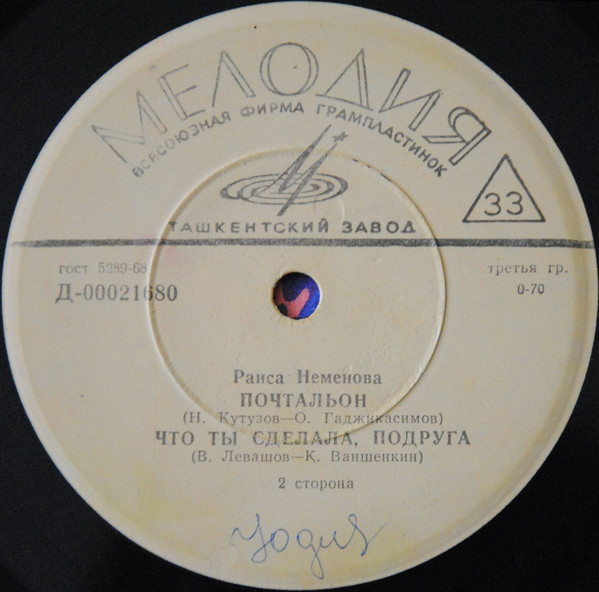 МЕЛОДИЯ
ВСЕСОЮЗНАЯ ФИРМА ГРАМПЛАСТИНОК
33
ТАШКЕНТСКИЙ ЗАВОД
гост 5289-68
третья гр.
Д-00021680
0-70
Раиса Неменова
ПОЧТАЛЬОН
(Н. Кутузов—О. Гаджикасимов)
ЧТО ТЫ СДЕЛАЛА, ПОДРУГА
(В. Левашов—К. Ваншенкин)
2 сторона